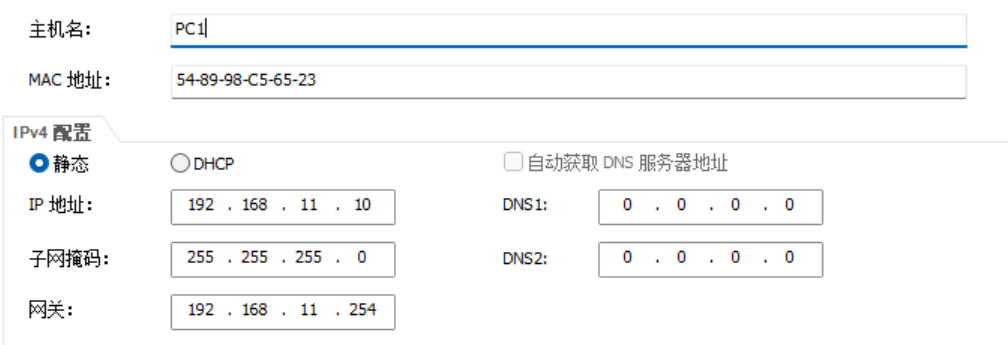 主机名： PC1
MAC 地址： 54-89-98-C5-65-23
IPv4 配置
静态 DHCP 自动获取 DNS 服务器地址
IP 地址： 192 . 168 . 11 . 10 DNS1: 0 . 0 . 0 . 0
子网掩码： 255 . 255 . 255 . 0 DNS2: 0 . 0 . 0 . 0
网关： 192 . 168 . 11 . 254